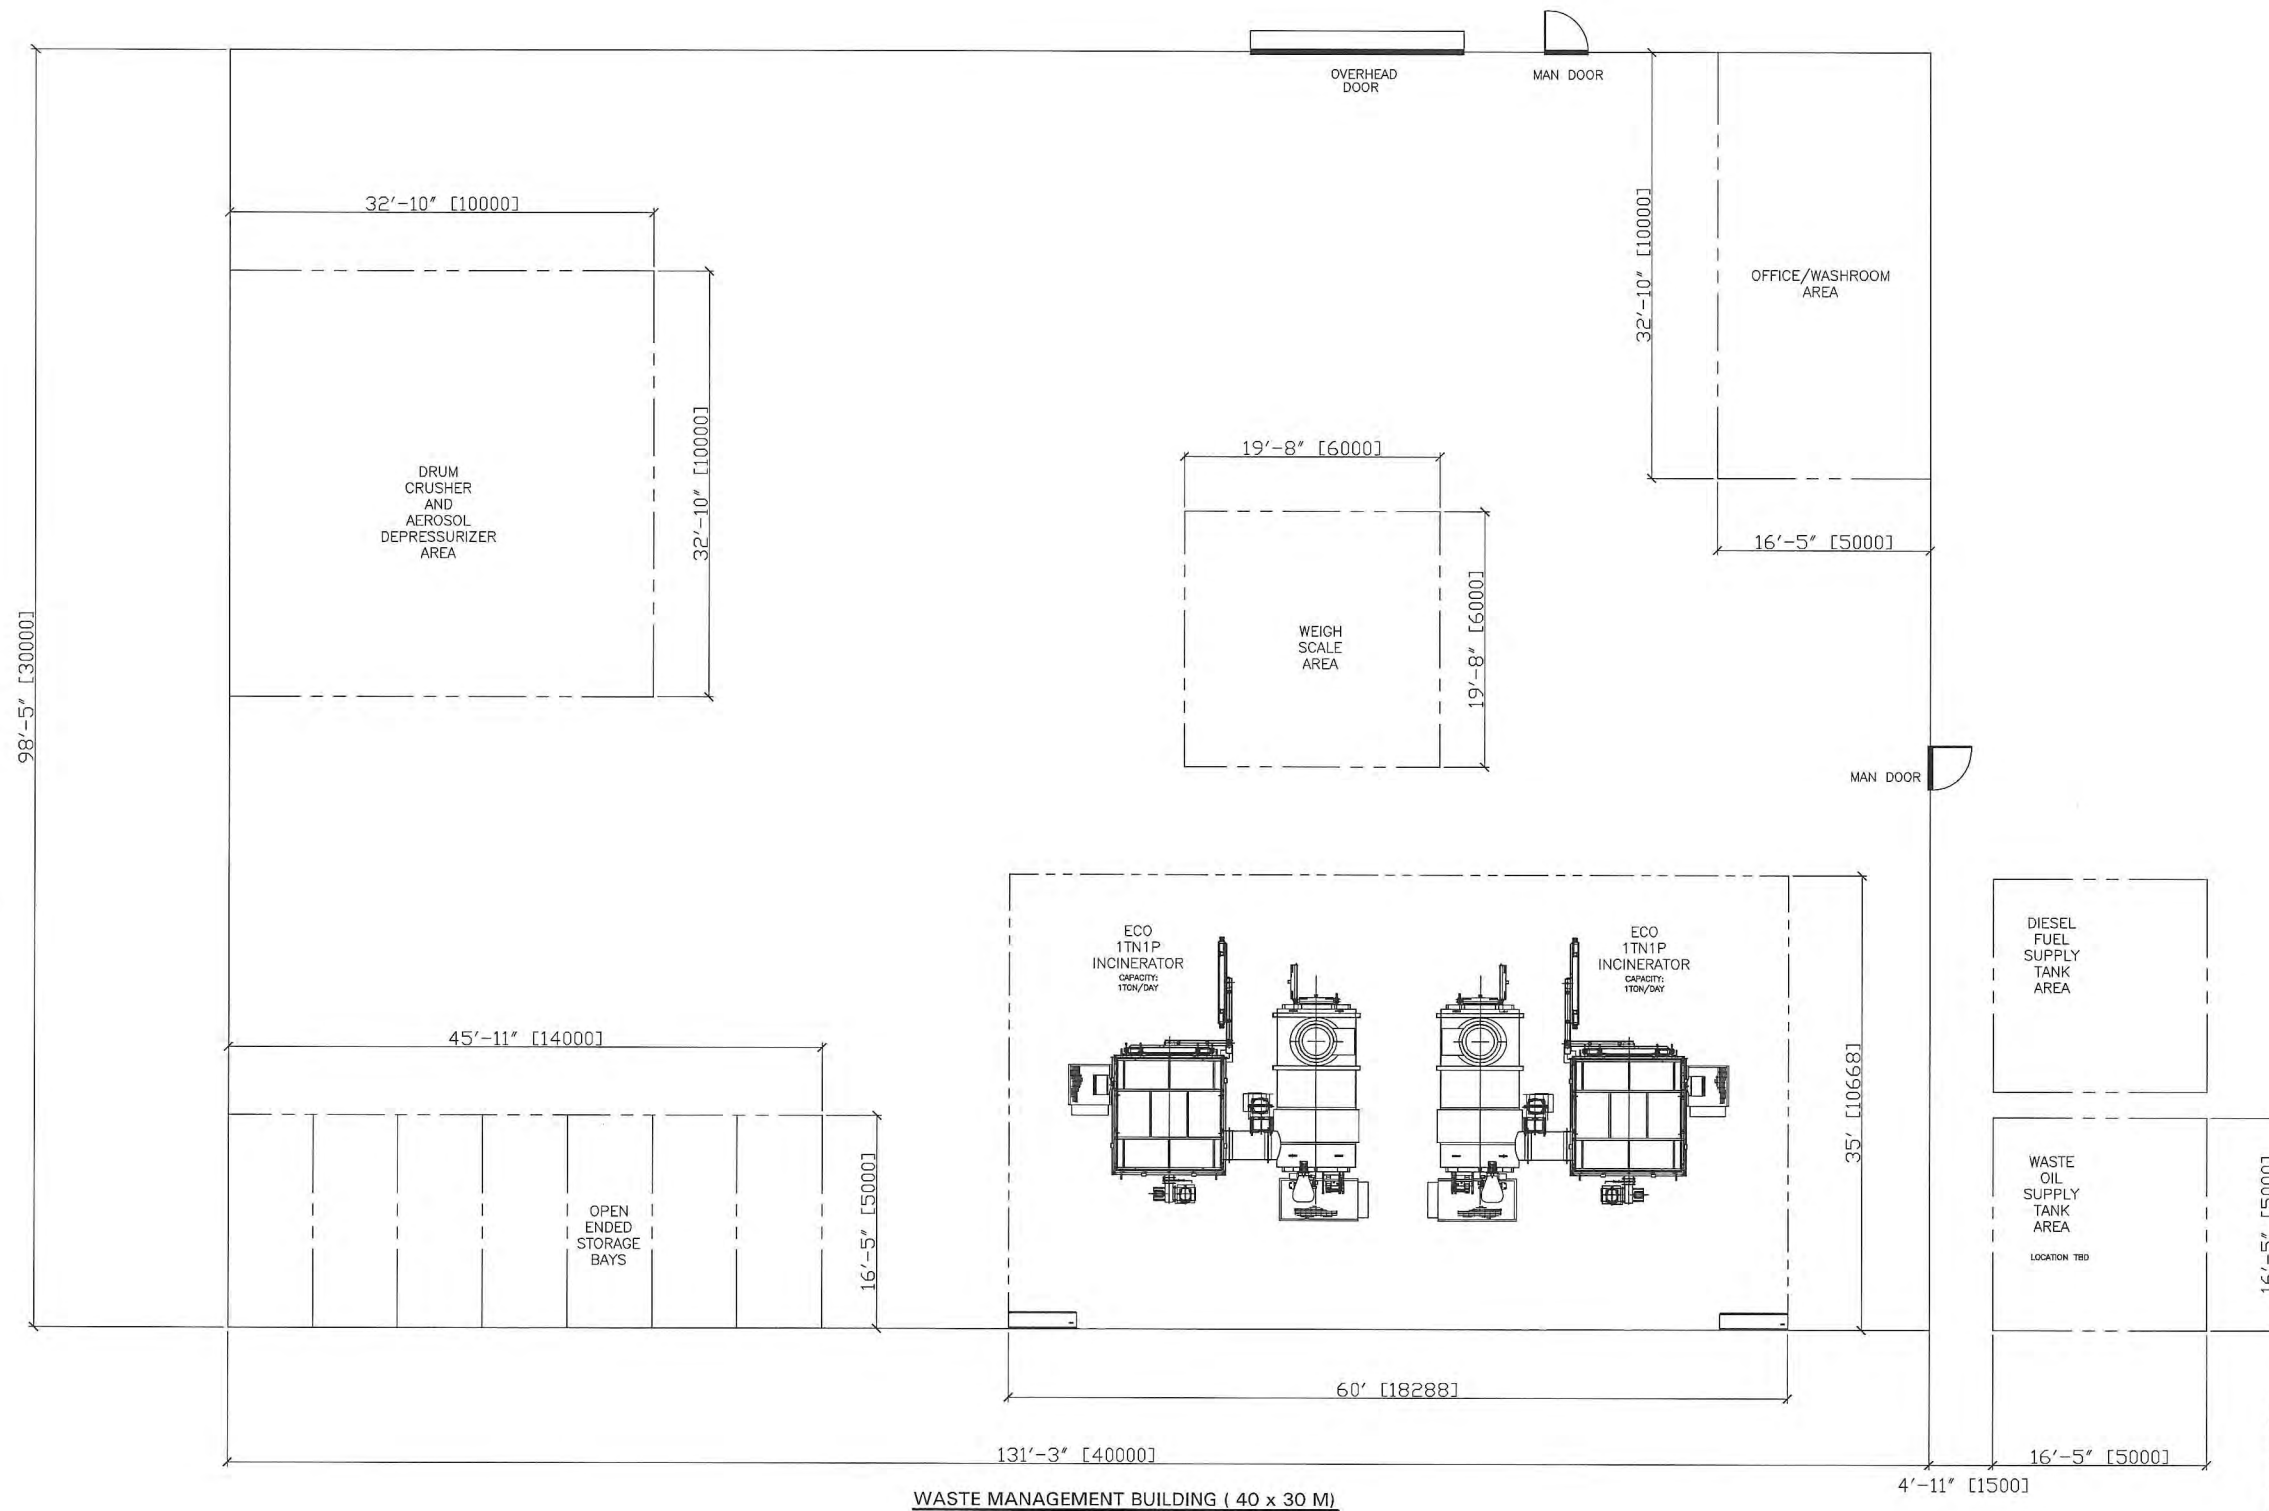 OVERHEAD
DOOR
MAN DOOR
32'-10" [10000]
32'-10" [10000]
OFFICE/WASHROOM
AREA
19'-8" [6000]
32'-10" [10000]
DRUM
CRUSHER
AND
AEROSOL
DEPRESSURIZER
AREA
16'-5" [5000]
19'-8" [6000]
WEIGH
SCALE
AREA
98'-5" [30000]
MAN DOOR
ECO
1TN1P
INCINERATOR
CAPACITY:
1TON/DAY
ECO
1TN1P
INCINERATOR
CAPACITY:
1TON/DAY
DIESEL
FUEL
SUPPLY
TANK
AREA
45'-11" [14000]
35' [10668]
16'-5" [5000]
OPEN
ENDED
STORAGE
BAYS
WASTE
OIL
SUPPLY
TANK
AREA
LOCATION TBD
16'-5" [5000]
60' [18288]
131'-3" [40000]
16'-5" [5000]
4'-11" [1500]
WASTE MANAGEMENT BUILDING ( 40 x 30 M)